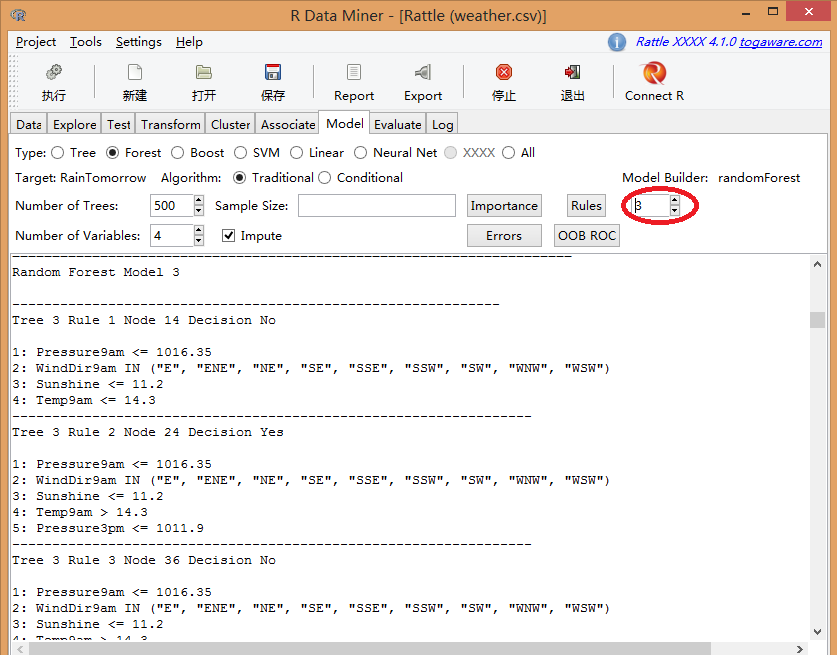 R Data Miner - [Rattle (weather.csv)]
Project Tools Settings Help
Rattle XXXX 4.1.0 togaware.com
执行 新建 打开 保存 Report Export 停止 退出 Connect R
Data Explore Test Transform Cluster Associate Model Evaluate Log
Type: Tree Forest Boost SVM Linear Neural Net XXXX All
Target: RainTomorrow Algorithm: Traditional Conditional Model Builder: randomForest
Number of Trees: 500 Sample Size: Importance Rules 3
Number of Variables: 4 Impute Errors OOB ROC
Random Forest Model 3
-------------------------------------------------------------
Tree 3 Rule 1 Node 14 Decision No
1: Pressure9am <= 1016.35
2: WindDir9am IN ("E", "ENE", "NE", "SE", "SSE", "SSW", "SW", "WNW", "WSW")
3: Sunshine <= 11.2
4: Temp9am <= 14.3
-----------------------------------------------------------------
Tree 3 Rule 2 Node 24 Decision Yes
1: Pressure9am <= 1016.35
2: WindDir9am IN ("E", "ENE", "NE", "SE", "SSE", "SSW", "SW", "WNW", "WSW")
3: Sunshine <= 11.2
4: Temp9am > 14.3
5: Pressure3pm <= 1011.9
-----------------------------------------------------------------
Tree 3 Rule 3 Node 36 Decision No
1: Pressure9am <= 1016.35
2: WindDir9am IN ("E", "ENE", "NE", "SE", "SSE", "SSW", "SW", "WNW", "WSW")
3: Sunshine <= 11.2
4: Temp9am > 14.3